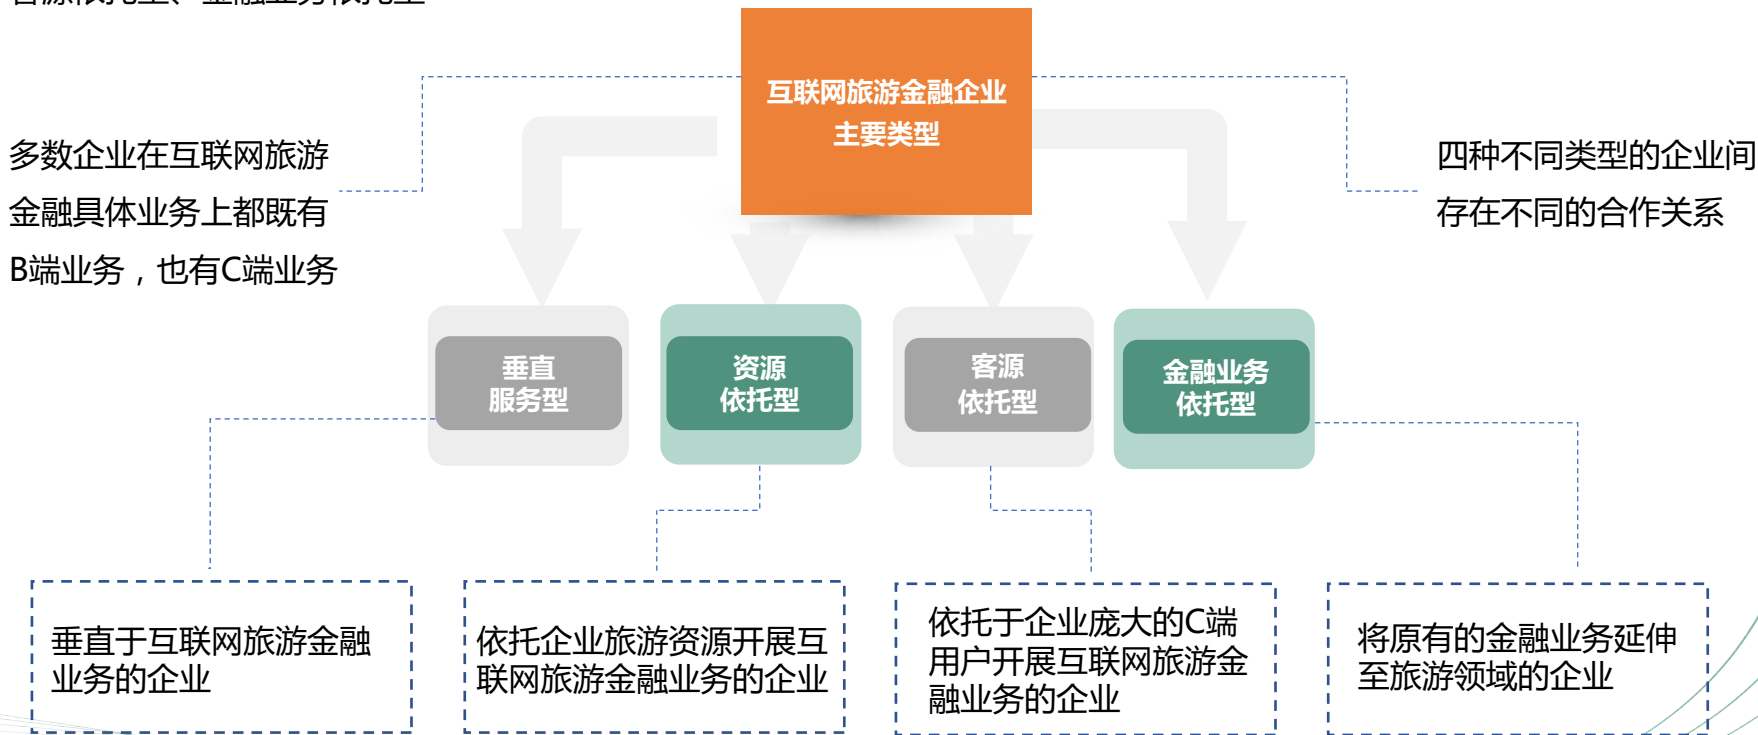 互联网旅游金融企业
主要类型
多数企业在互联网旅游
金融具体业务上都既有
B端业务，也有C端业务
四种不同类型的企业间
存在不同的合作关系
垂直
服务型
资源
依托型
客源
依托型
金融业务
依托型
垂直于互联网旅游金融
业务的企业
依托企业旅游资源开展互
联网旅游金融业务的企业
依托于企业庞大的C端
用户开展互联网旅游金
融业务的企业
将原有的金融业务延伸
至旅游领域的企业